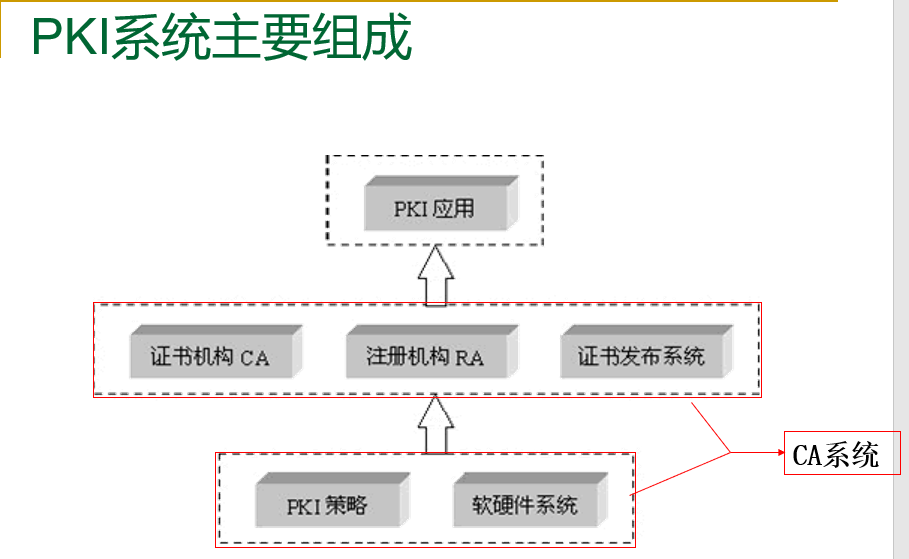 PKI系统主要组成
PKI 应用
证书机构 CA
注册机构 RA
证书发布系统
CA系统
PKI 策略
软硬件系统